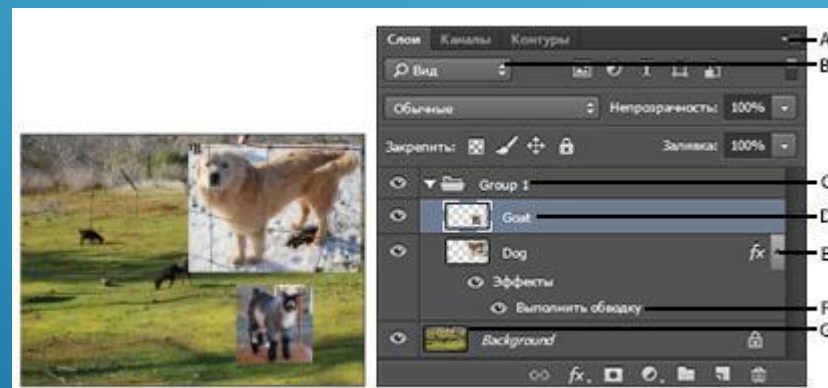 Слои Каналы Контуры
A
Вид
B
Обычные Непрозрачность: 100%
Закрепить: Заливка: 100%
Group 1
C
Goat
D
Dog fx
E
Эффекты
Выполнить обводку
F
G
Background
fx